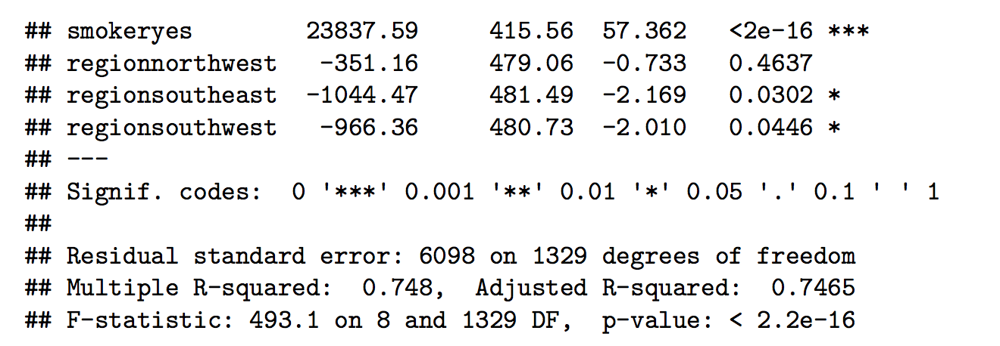 ## smokeryes        23837.59     415.56  57.362   <2e-16 ***
## regionnorthwest   -351.16     479.06  -0.733   0.4637
## regionsoutheast  -1044.47     481.49  -2.169   0.0302 *
## regionsouthwest   -966.36     480.73  -2.010   0.0446 *
## ---
## Signif. codes:  0 '***' 0.001 '**' 0.01 '*' 0.05 '.' 0.1 ' ' 1
##
## Residual standard error: 6098 on 1329 degrees of freedom
## Multiple R-squared:  0.748,  Adjusted R-squared:  0.7465
## F-statistic: 493.1 on 8 and 1329 DF,  p-value: < 2.2e-16